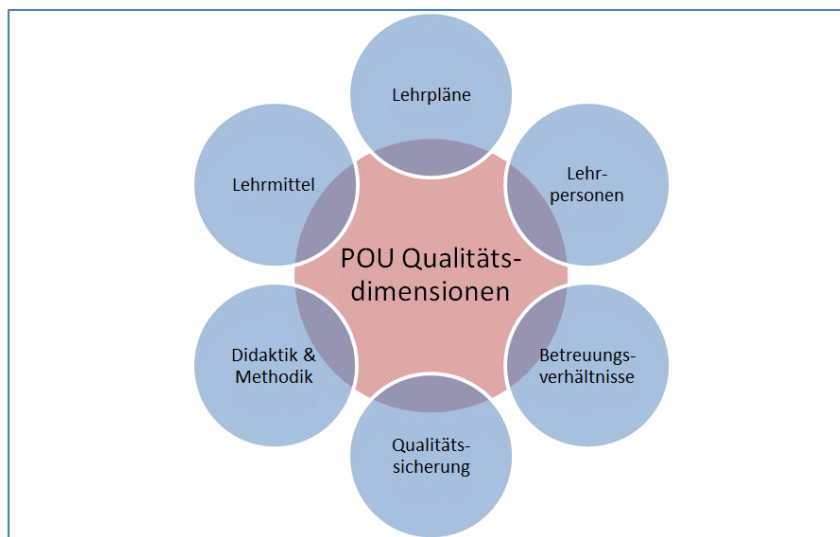 Lehrpläne
Lehr-
personen
Betreuungs-
verhältnisse
Qualitäts-
sicherung
Didaktik &
Methodik
Lehrmittel
POU Qualitäts-
dimensionen